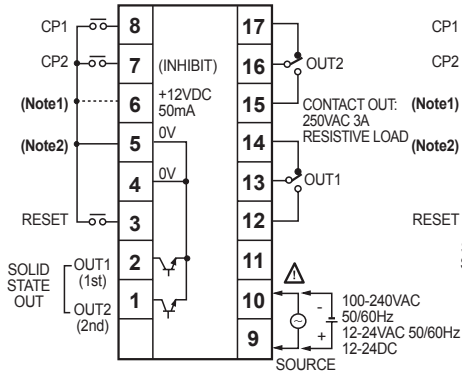 CP1 8 17 CP1
CP2 7 (INHIBIT) 16 OUT2 CP2
(Note1) 6 +12VDC 15 CONTACT OUT: (Note1)
50mA 250VAC 3A
(Note2) 5 0V 14 RESISTIVE LOAD (Note2)
4 0V 13 OUT1
RESET 3 12 RESET
SOLID STATE OUT
OUT1 2 11
(1st)
OUT2 1 10 - 100-240VAC
(2nd) 50/60Hz
9 + 12-24VAC 50/60Hz
12-24DC
SOURCE